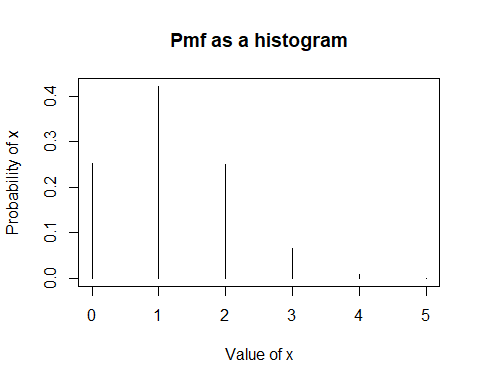 Pmf as a histogram
Probability of x
0.4
0.3
0.2
0.1
0.0
0 1 2 3 4 5
Value of x